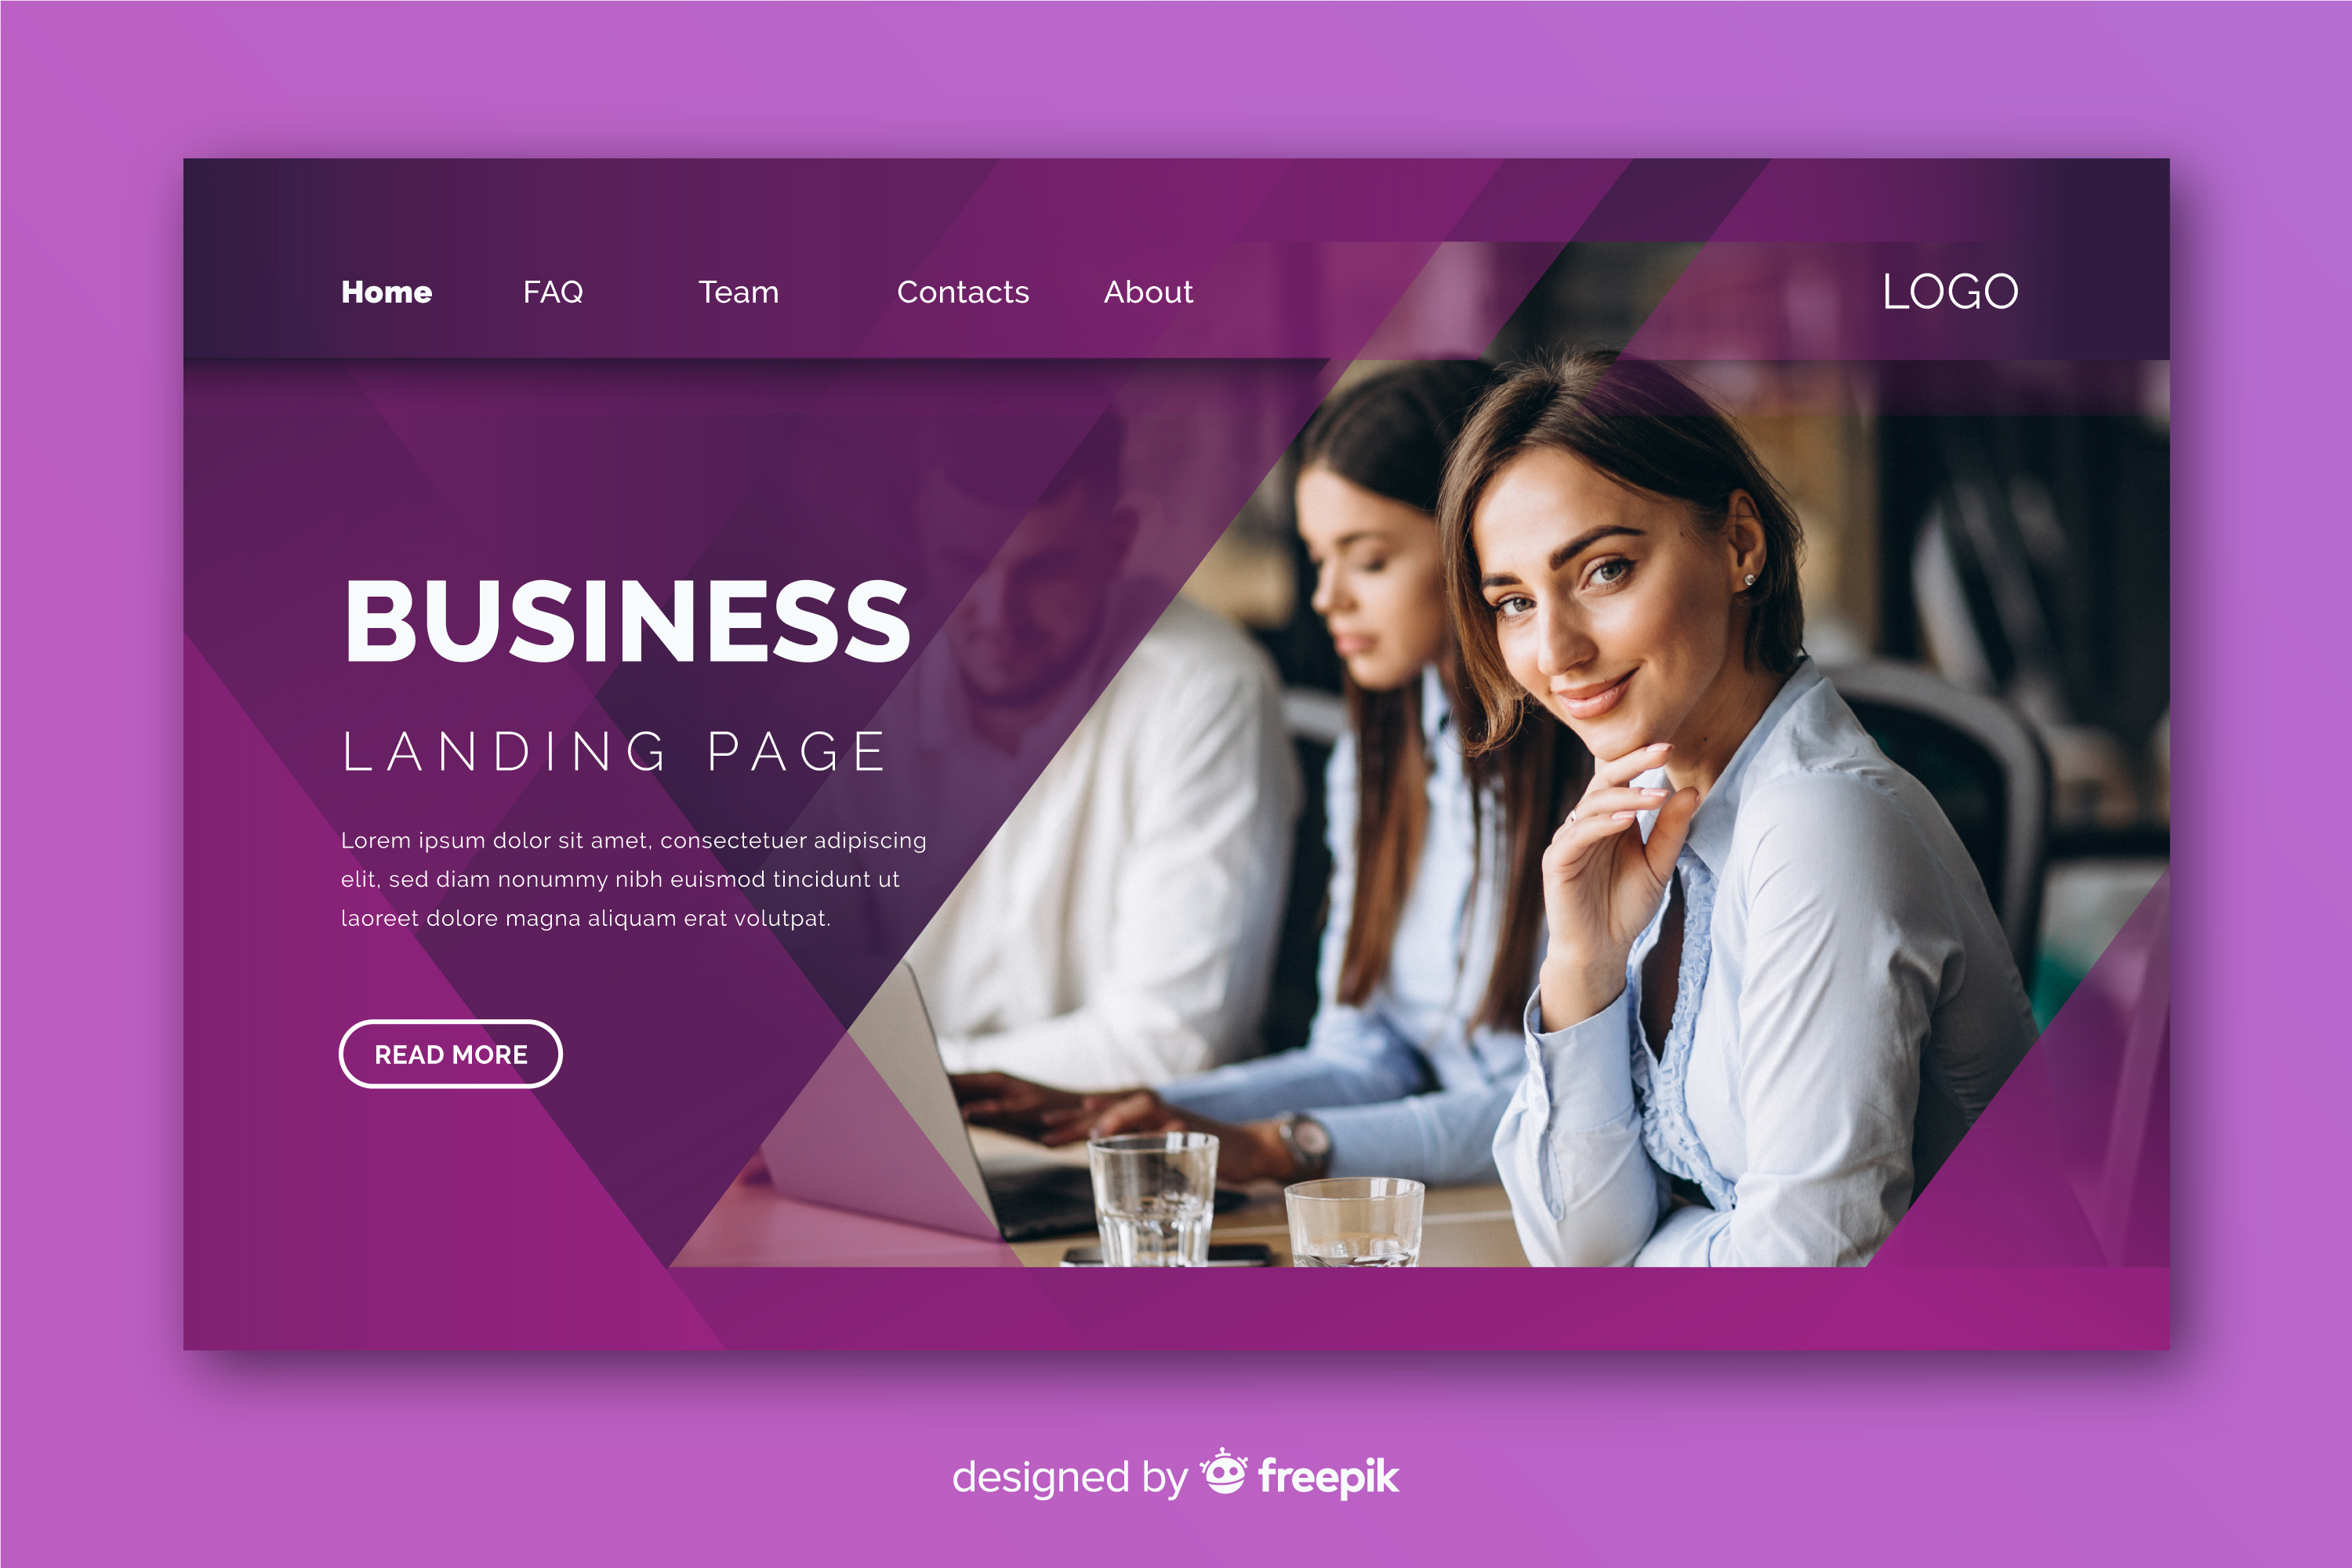 Home FAQ Team Contacts About LOGO
BUSINESS
LANDING PAGE
Lorem ipsum dolor sit amet, consectetuer adipiscing
elit, sed diam nonummy nibh euismod tincidunt ut
laoreet dolore magna aliquam erat volutpat.
READ MORE
designed by freepik